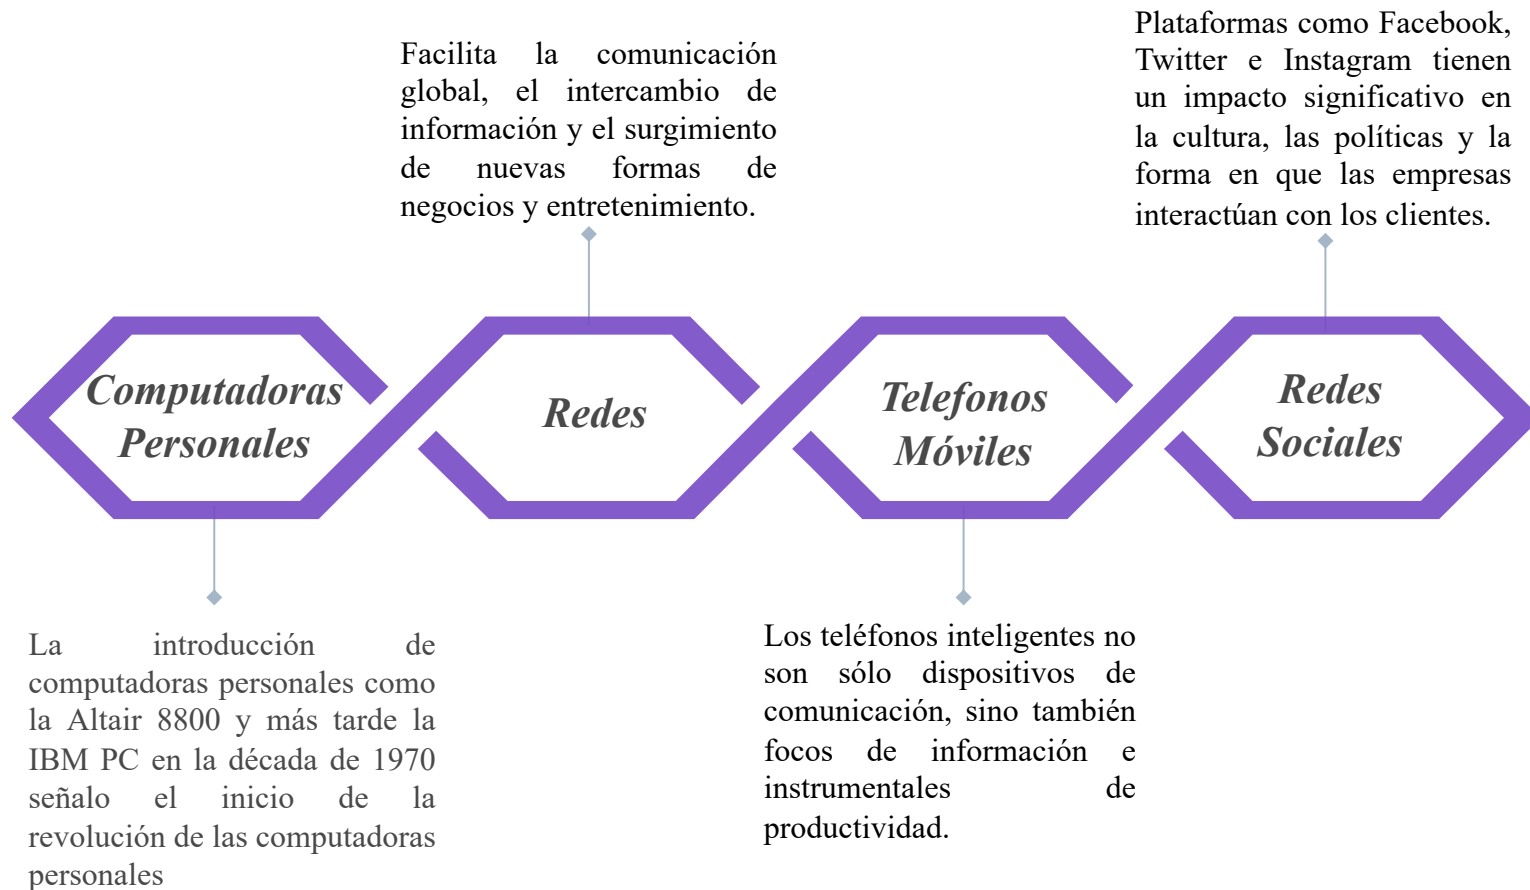 Facilita la comunicación
global, el intercambio de
información y el surgimiento
de nuevas formas de
negocios y entretenimiento.
Plataformas como Facebook,
Twitter e Instagram tienen
un impacto significativo en
la cultura, las políticas y la
forma en que las empresas
interactúan con los clientes.
Computadoras
Personales
Redes
Telefonos
Móviles
Redes
Sociales
La introducción de
computadoras personales como
la Altair 8800 y más tarde la
IBM PC en la década de 1970
señalo el inicio de la
revolución de las computadoras
personales
Los teléfonos inteligentes no
son sólo dispositivos de
comunicación, sino también
focos de información e
instrumentales de
productividad.